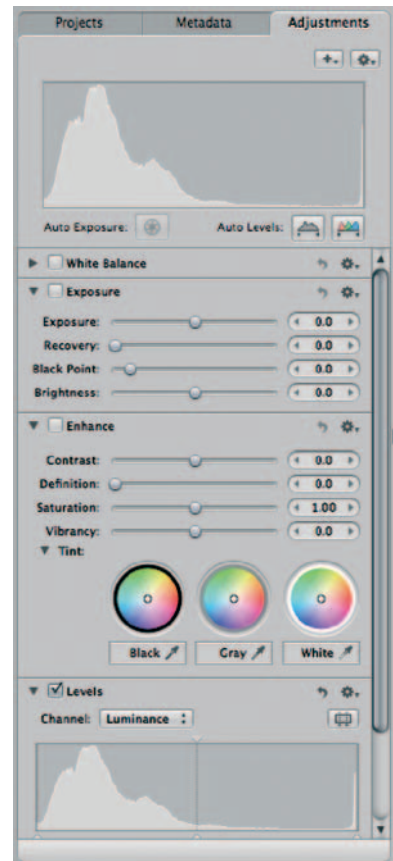 Projects Metadata Adjustments
Auto Exposure: Auto Levels:
White Balance
Exposure
Exposure: 0.0
Recovery: 0.0
Black Point: 0.0
Brightness: 0.0
Enhance
Contrast: 0.0
Definition: 0.0
Saturation: 1.00
Vibrancy: 0.0
Tint:
Black Gray White
Levels
Channel: Luminance